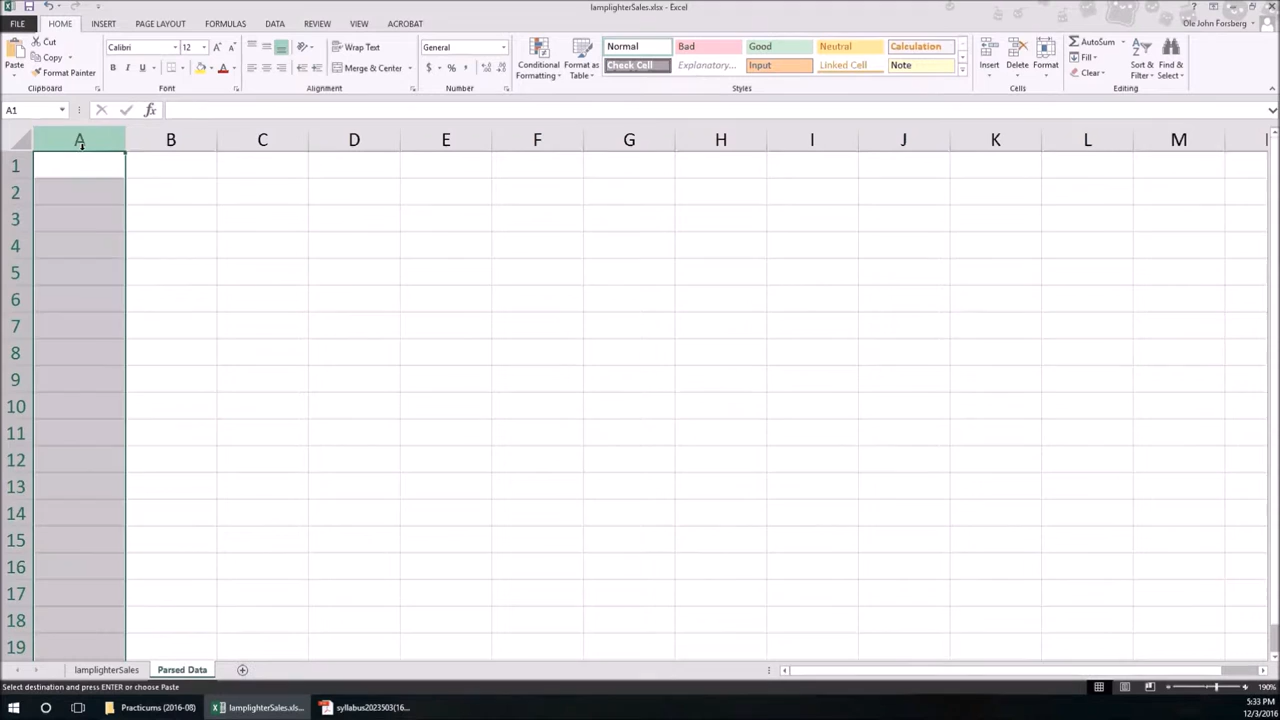 lamplighterSales.xlsx - Excel
FILE HOME INSERT PAGE LAYOUT FORMULAS DATA REVIEW VIEW ACROBAT Ole John Forsberg
Cut Calibri 12 Wrap Text General Normal Bad Good Neutral Calculation AutoSum
Copy Fill
Paste Format Painter B I U Merge & Center $ % Conditional Formatting Format as Table Check Cell Explanatory... Input Linked Cell Note Insert Delete Format Clear Sort & Filter Find & Select
Clipboard Font Alignment Number Styles Cells Editing
A1 fx
A B C D E F G H I J K L M
1
2
3
4
5
6
7
8
9
10
11
12
13
14
15
16
17
18
19
lamplighterSales Parsed Data
Select destination and press ENTER or choose Paste 190%
Practicums (2016-08) lamplighterSales.xls... syllabus2023503(16... 5:33 PM
12/3/2016